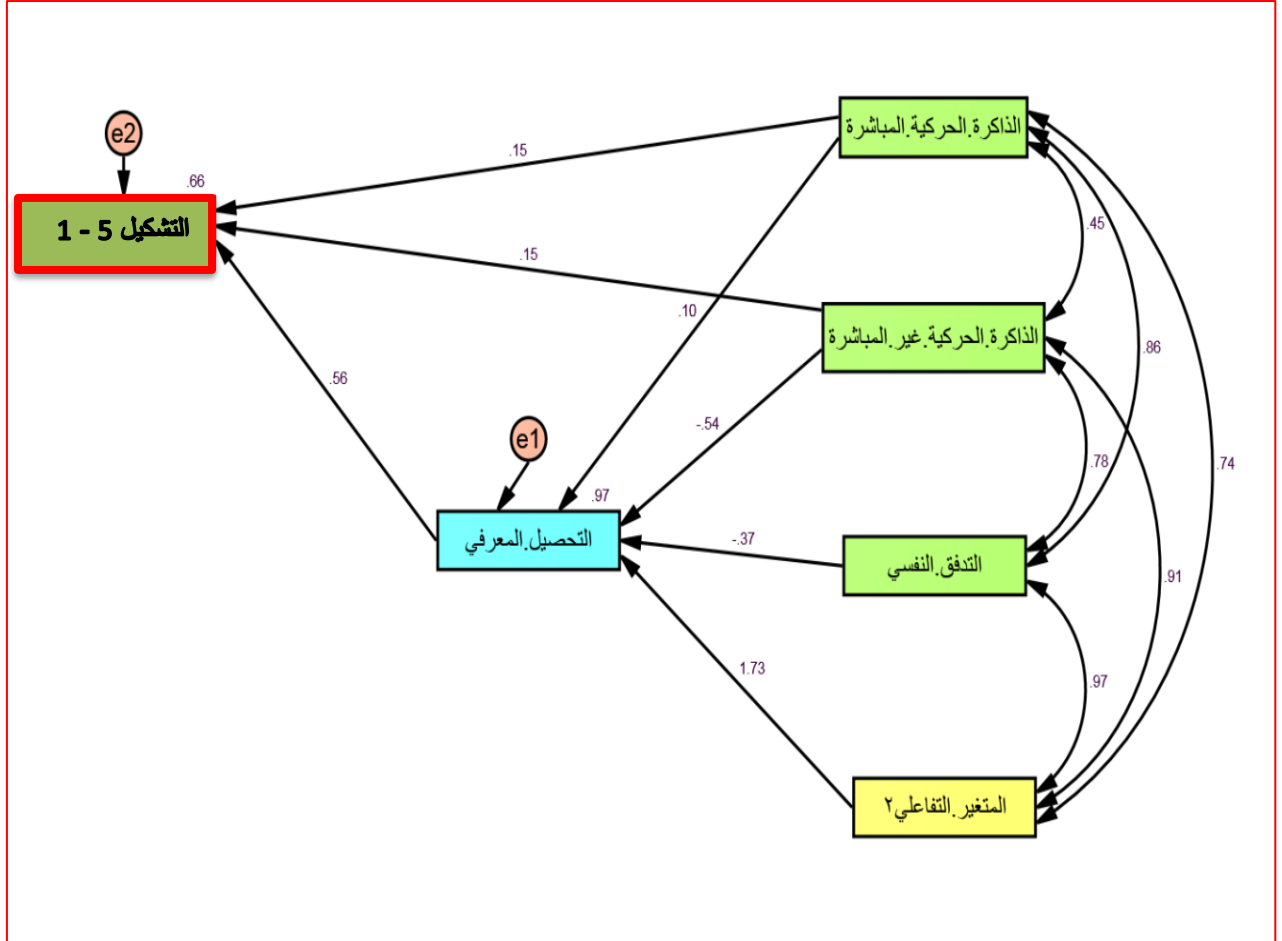 الذاكرة.الحركية.المباشرة
e2
.15
.66
التشكيل 5 - 1
.45
.15
.10
الذاكرة.الحركية.غير.المباشرة
.86
.56
-.54
e1
.78
.74
.97
التحصيل.المعرفي
-.37
التدفق.النفسي
.91
1.73
.97
المتغير.التفاعلي٢